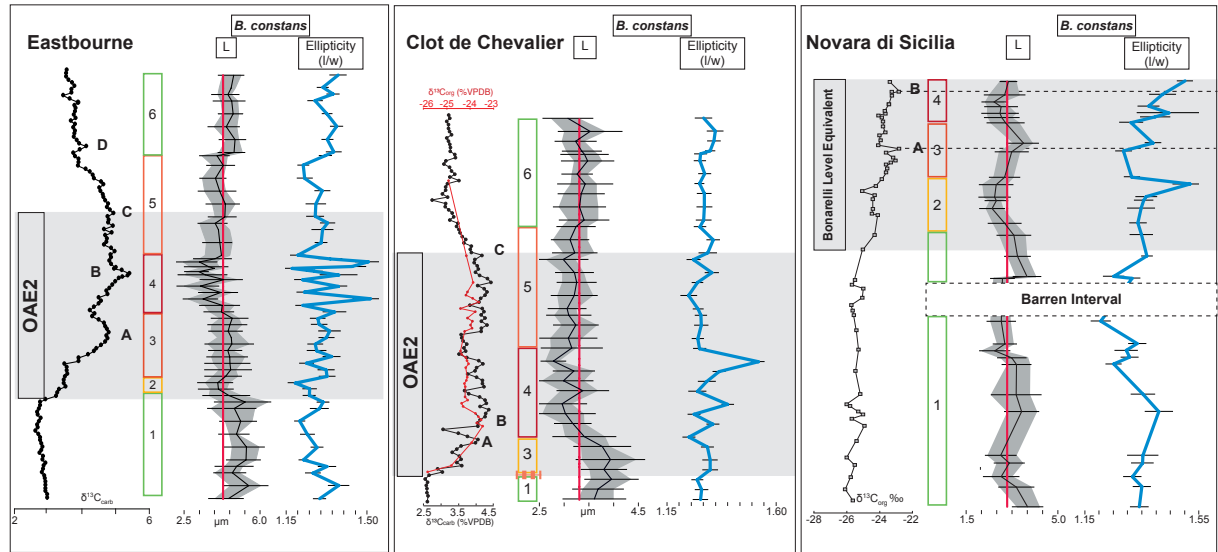 Eastbourne
B. constans
L
Ellipticity
(l/w)
6
D
5
C
B
4
OAE2
A
3
2
1
δ¹³Ccarb
2
6
2.5
µm
6.0
1.15
1.50
Clot de Chevalier
B. constans
L
Ellipticity
(l/w)
δ¹³Corg (%VPDB)
-26
-25
-24
-23
6
C
5
OAE2
4
B
A
3
1
2.5
3.5
4.5
δ¹³Ccarb (%VPDB)
2.5
µm
4.5
1.15
1.60
Novara di Sicilia
B. constans
L
Ellipticity
(l/w)
B
4
Bonarelli Level Equivalent
A
3
2
Barren Interval
1
δ¹³Corg ‰
-28
-26
-24
-22
1.5
5.0
1.15
1.55